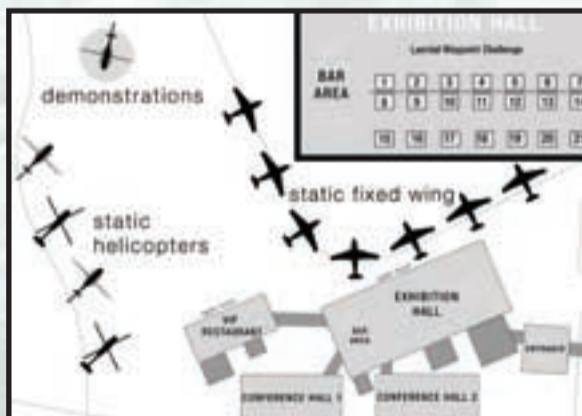 EXHIBITION HALL
BAR
AREA
1 2 3 4 5 6
8 9 10 11 12 13
15 16 17 18 19 20
demonstrations
static fixed wing
static
helicopters
EXHIBITION
HALL
VIP
RESTAURANT
BAR
AREA
ENTRANCE
CONFERENCE HALL 1
CONFERENCE HALL 2